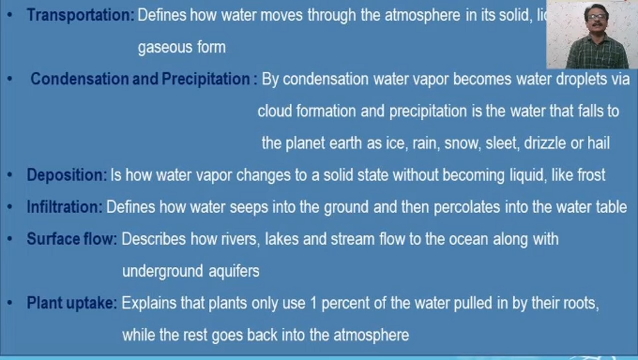 • Transportation: Defines how water moves through the atmosphere in its solid,
gaseous form
• Condensation and Precipitation : By condensation water vapor becomes water droplets via
cloud formation and precipitation is the water that falls to
the planet earth as ice, rain, snow, sleet, drizzle or hail
• Deposition: Is how water vapor changes to a solid state without becoming liquid, like frost
• Infiltration: Defines how water seeps into the ground and then percolates into the water table
• Surface flow: Describes how rivers, lakes and stream flow to the ocean along with
underground aquifers
• Plant uptake: Explains that plants only use 1 percent of the water pulled in by their roots,
while the rest goes back into the atmosphere